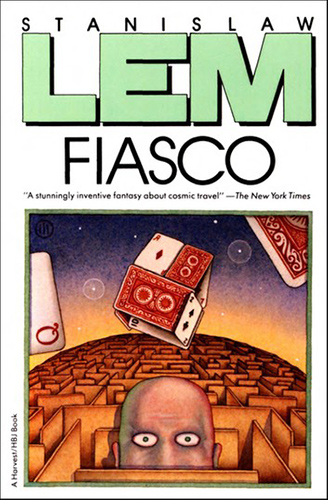 STANISLAW
LEM
FIASCO
"A stunningly inventive fantasy about cosmic travel" —The New York Times
Q
A
A Harvest/HBJ Book